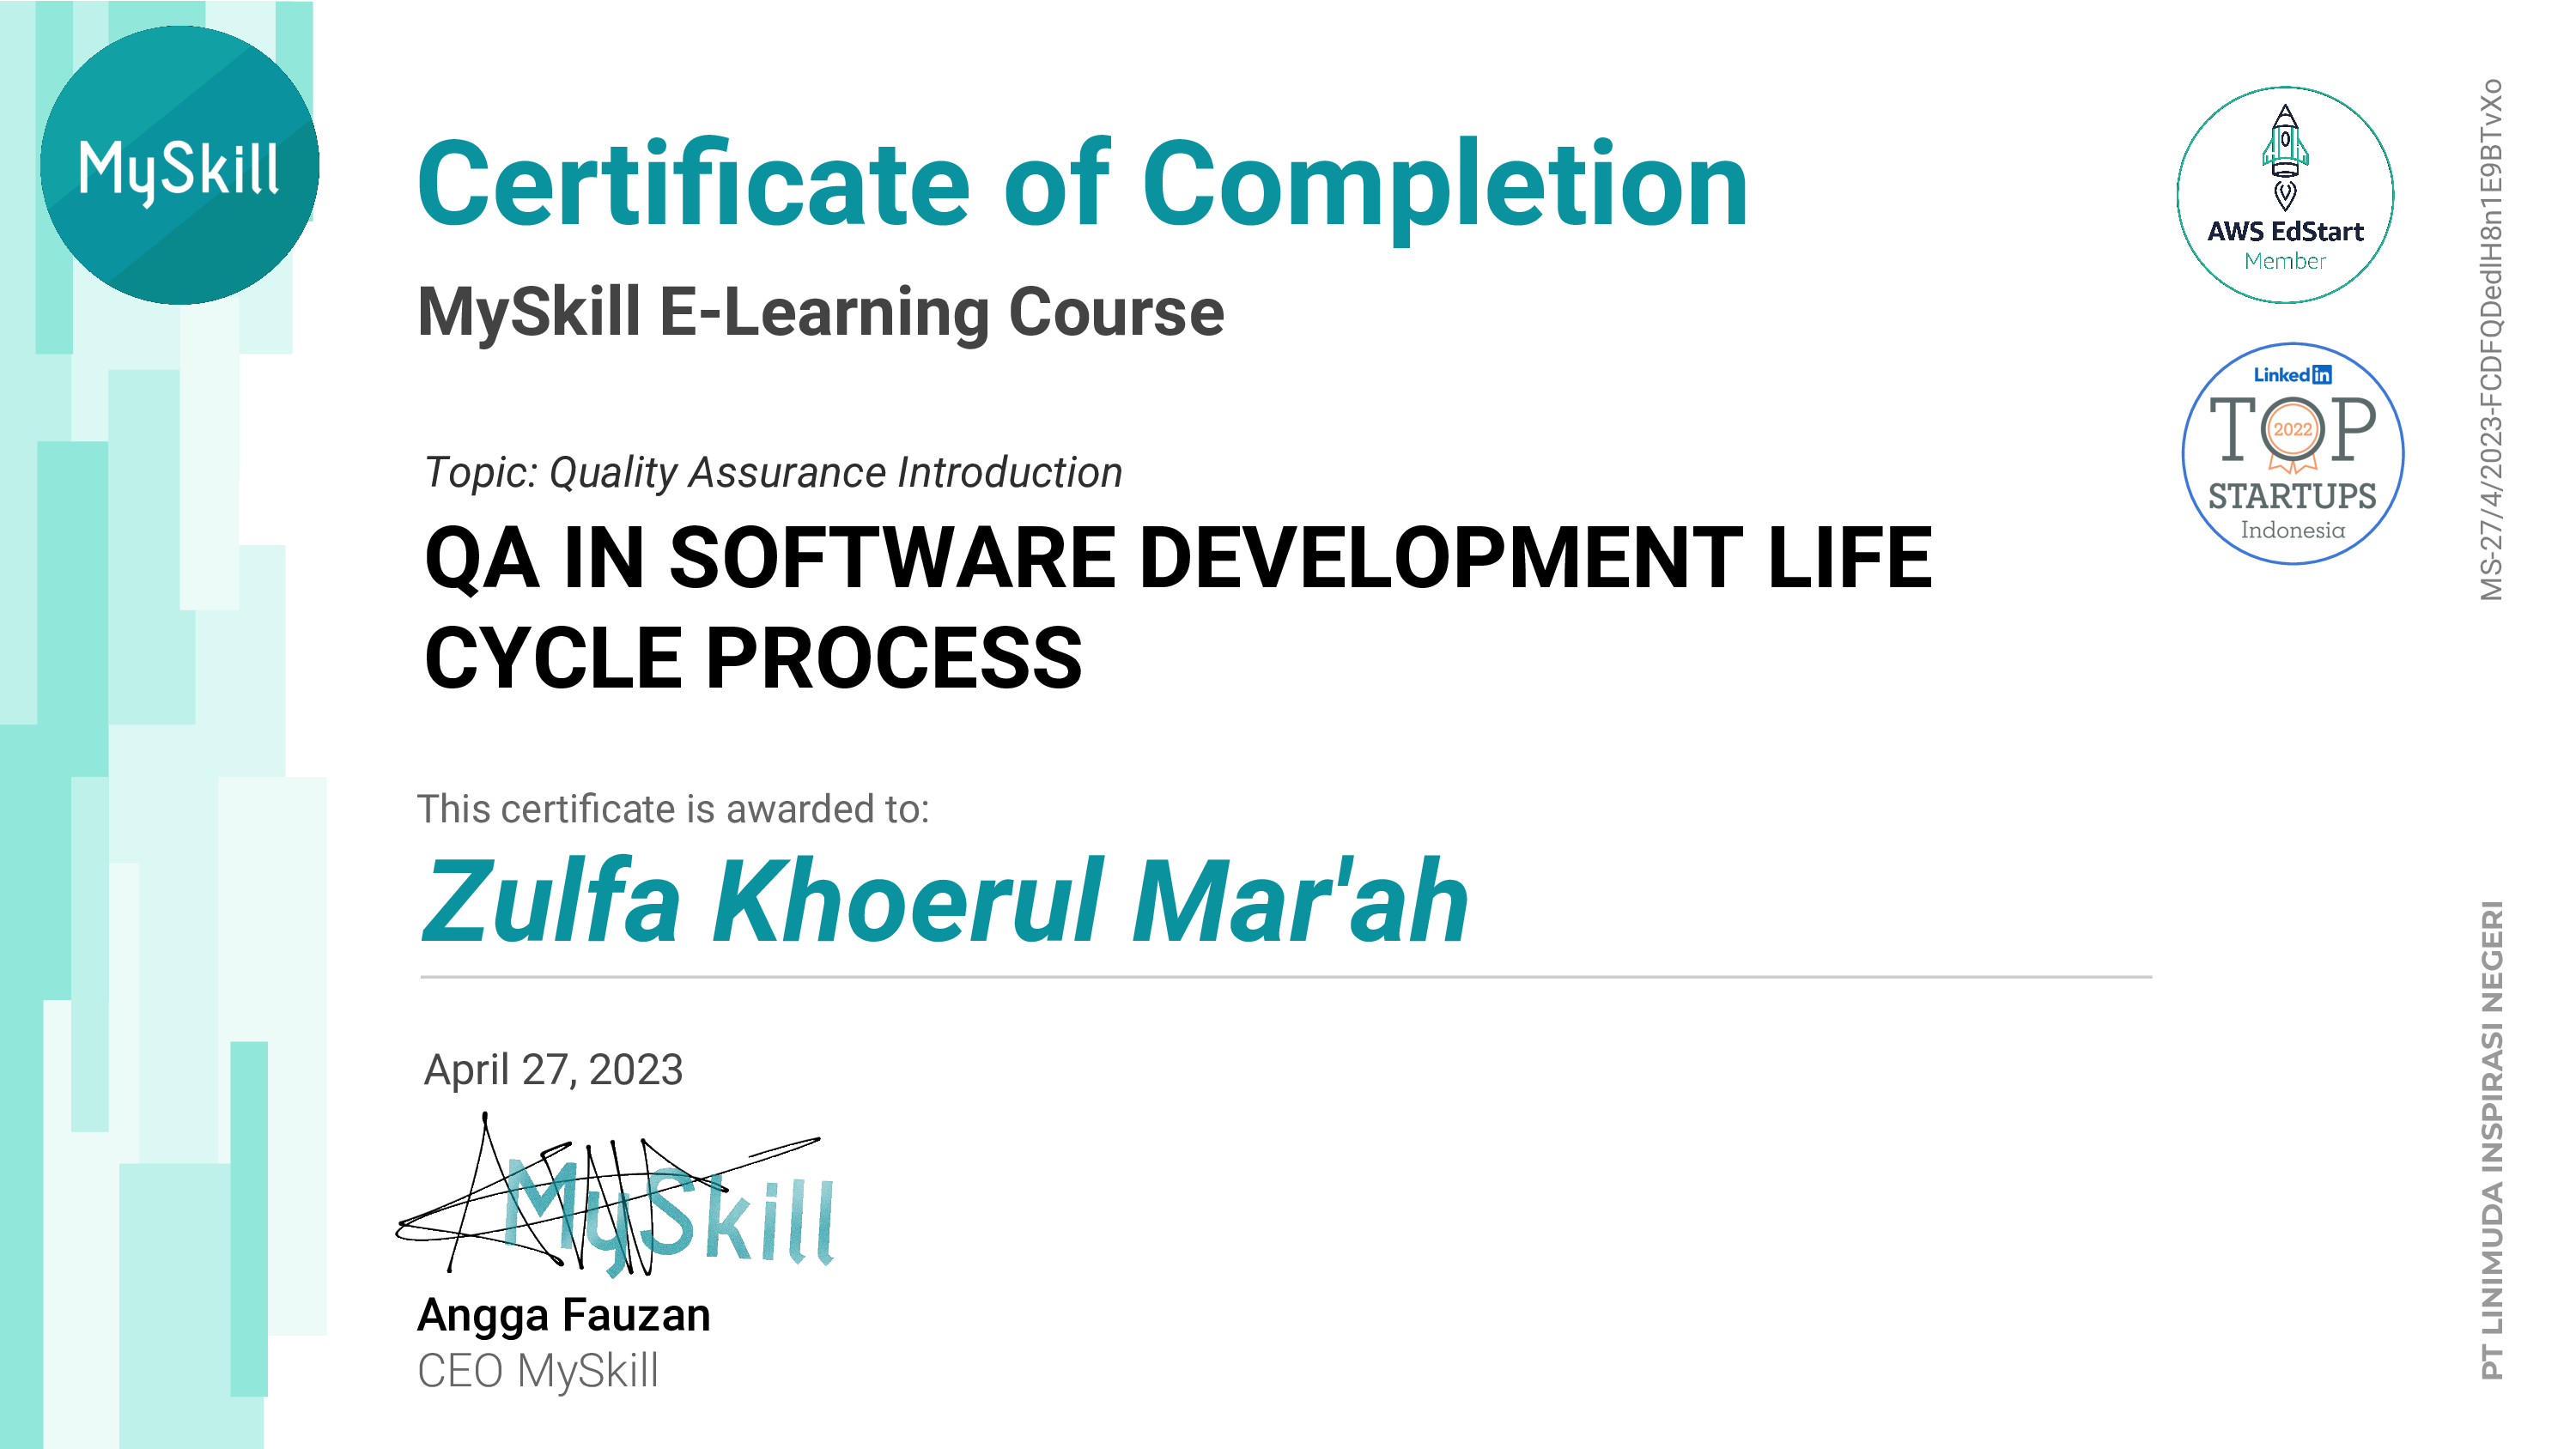 MySkill
Certificate of Completion
MySkill E-Learning Course
Topic: Quality Assurance Introduction
QA IN SOFTWARE DEVELOPMENT LIFE
CYCLE PROCESS
This certificate is awarded to:
Zulfa Khoerul Mar'ah
April 27, 2023
MySkill
Angga Fauzan
CEO MySkill
AWS EdStart
Member
Linked in
TOP
2022
STARTUPS
Indonesia
MS-27/4/2023-FCDFQDedlH8n1E9BTvXo
PT LINIMUDA INSPIRASI NEGERI